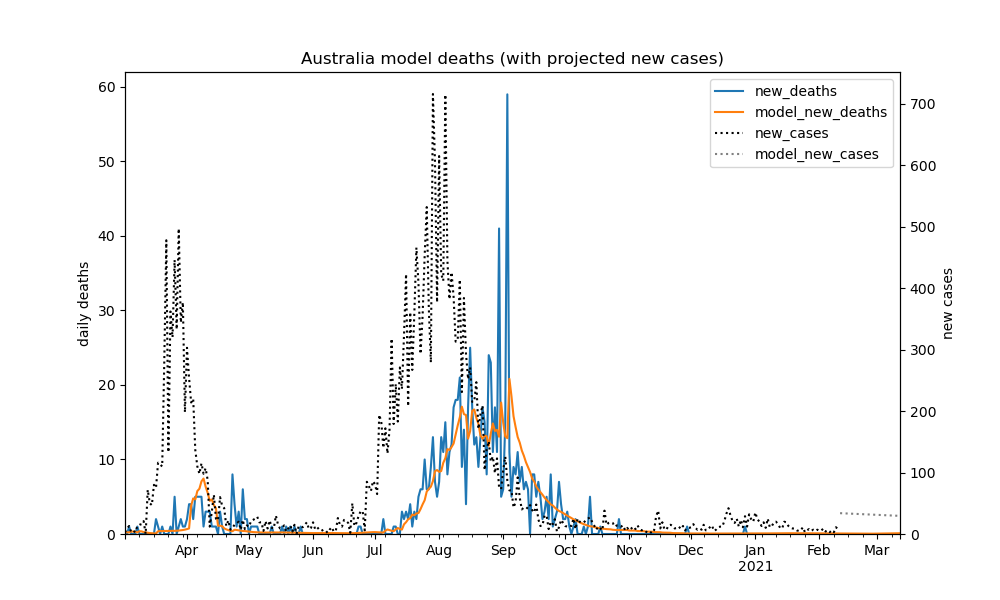 Australia model deaths (with projected new cases)
new_deaths
model_new_deaths
new_cases
model_new_cases
daily deaths
60
50
40
30
20
10
0
new cases
700
600
500
400
300
200
100
0
Apr May Jun Jul Aug Sep Oct Nov Dec Jan Feb Mar
2021